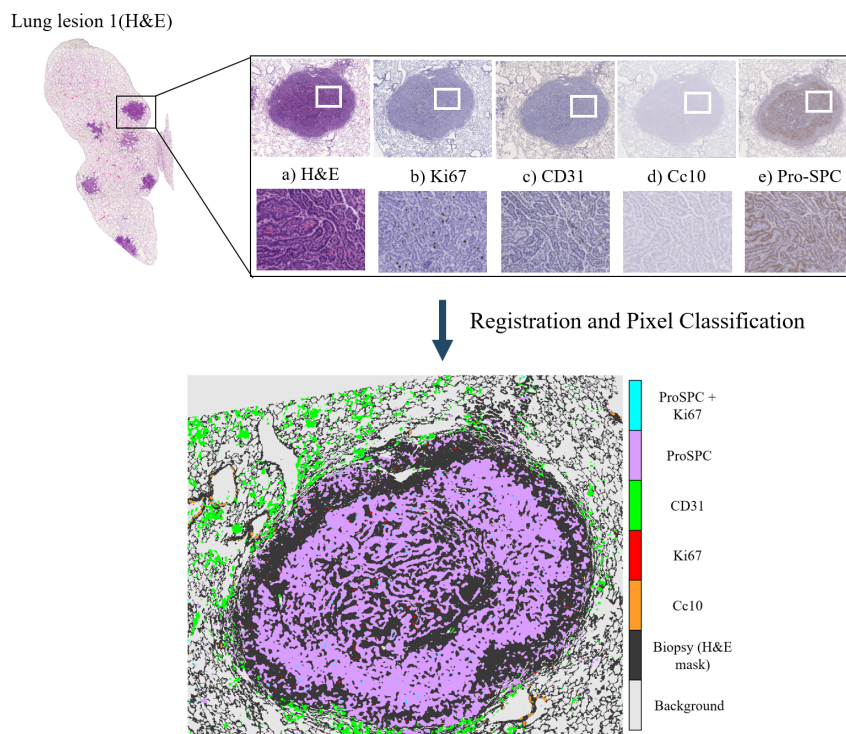 Lung lesion 1(H&E)
a) H&E
b) Ki67
c) CD31
d) Cc10
e) Pro-SPC
Registration and Pixel Classification
ProSPC +
Ki67
ProSPC
CD31
Ki67
Cc10
Biopsy (H&E
mask)
Background